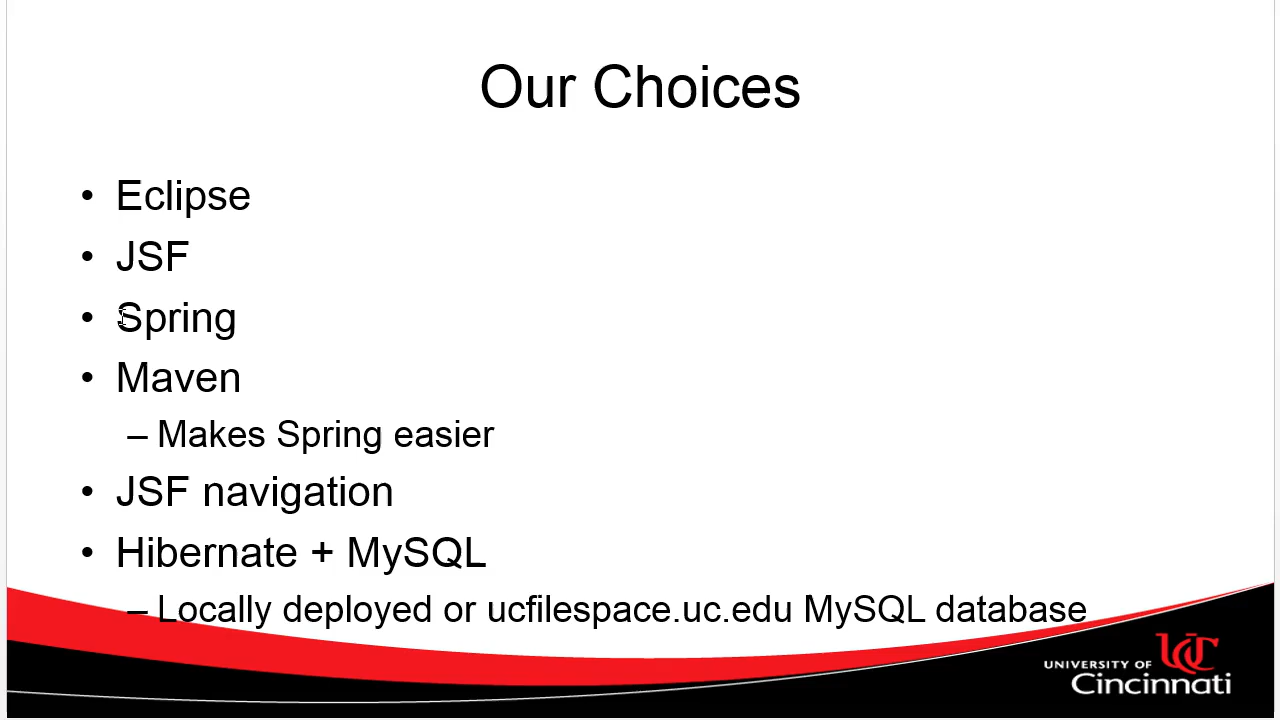 Our Choices
• Eclipse
• JSF
• Spring
• Maven
– Makes Spring easier
• JSF navigation
• Hibernate + MySQL
– Locally deployed or ucfilespace.uc.edu MySQL database
UC
UNIVERSITY OF
Cincinnati